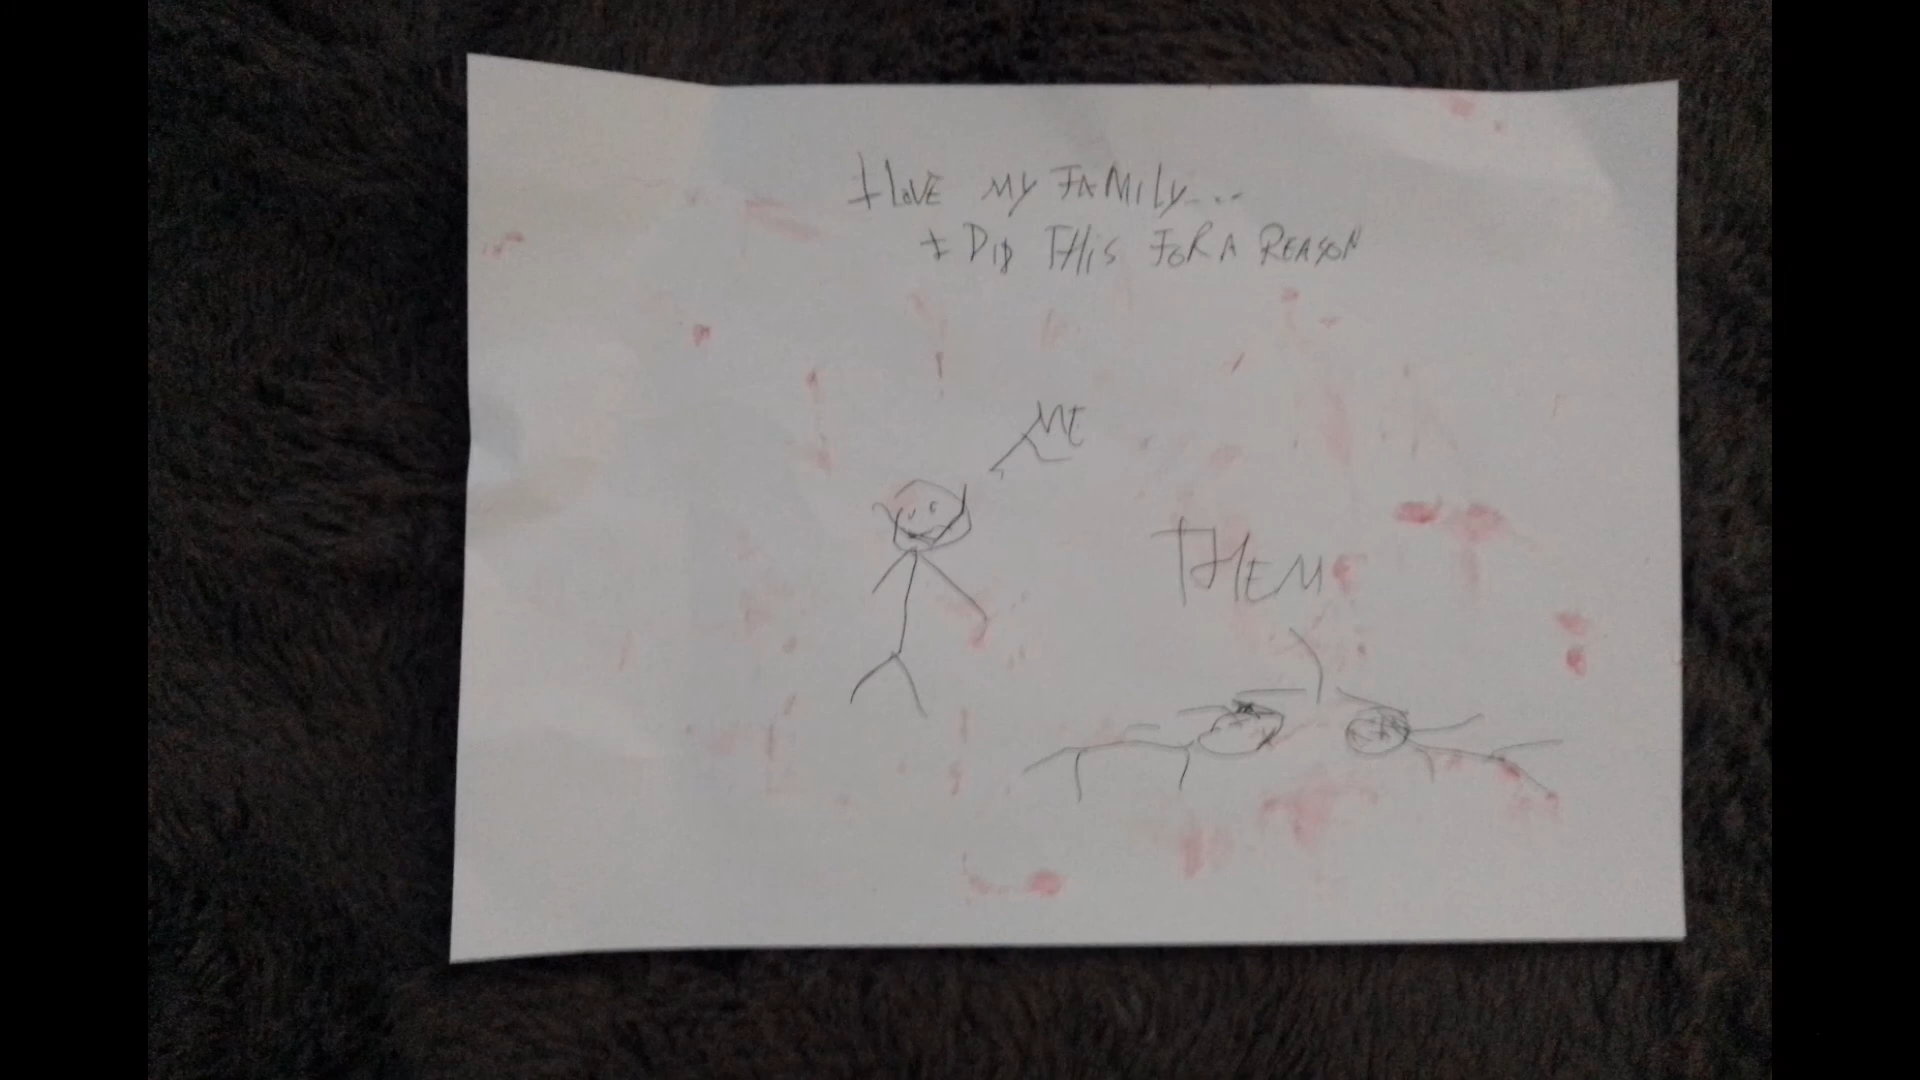 I LOVE MY FAMILY...
I DID THIS FOR A REASON
ME
THEM